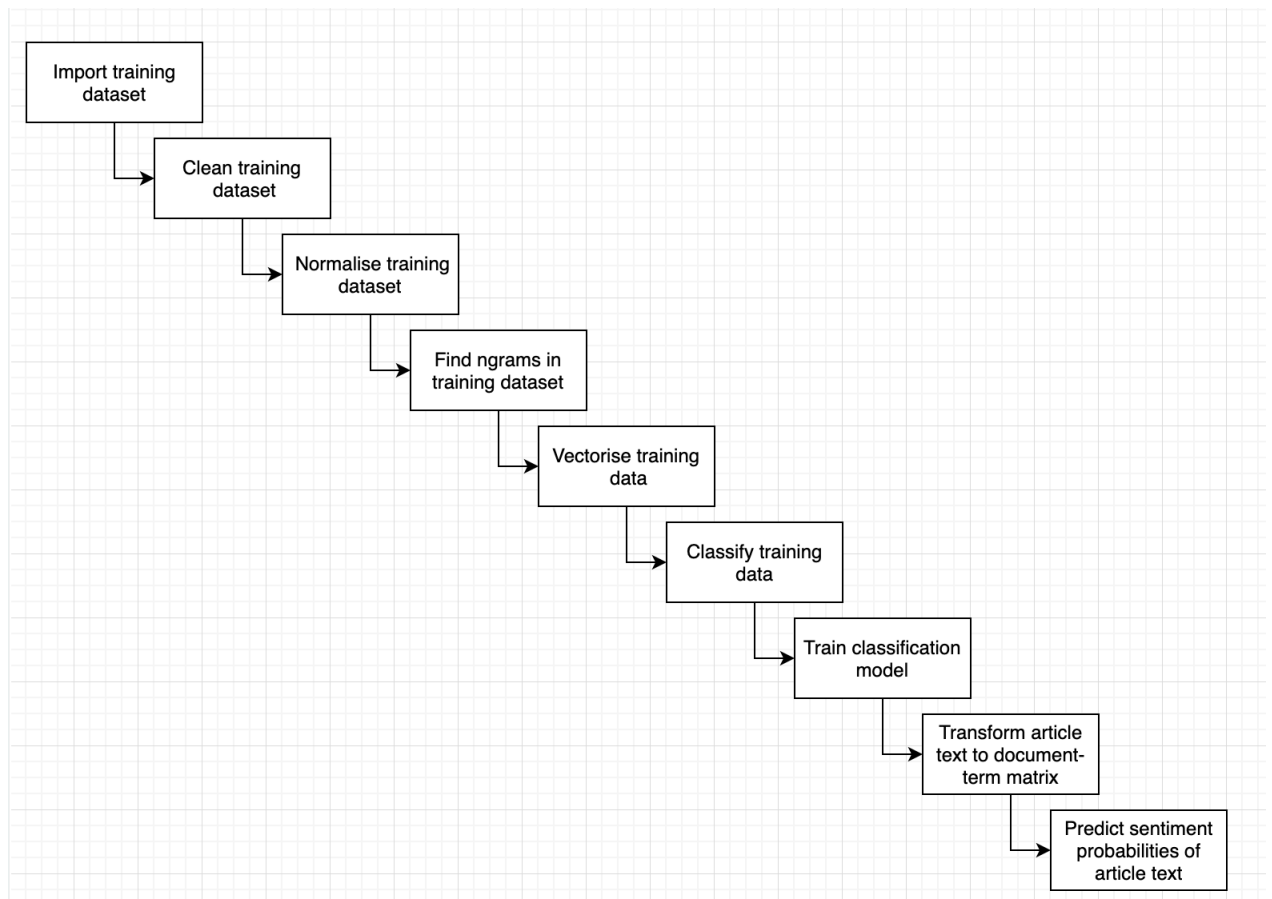 Import training
dataset
Clean training
dataset
Normalise training
dataset
Find ngrams in
training dataset
Vectorise training
data
Classify training
data
Train classification
model
Transform article
text to document-
term matrix
Predict sentiment
probabilities of
article text